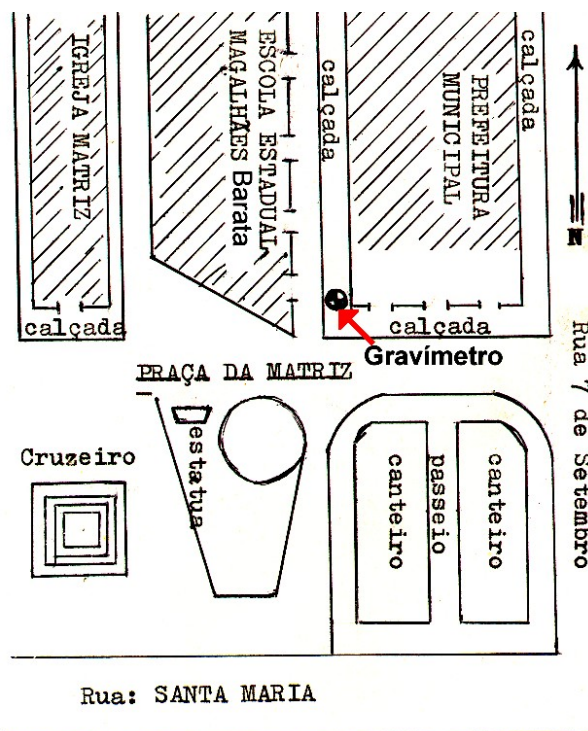 IGREJA MATRIZ
ESCOLA ESTADUAL
MAGALHÃES Barata
calçada
PREFEITURA
MUNICIPAL
calçada
N
calçada
calçada
Gravímetro
PRAÇA DA MATRIZ
Rua 7 de Setembro
Cruzeiro
estatua
canteiro
passeio
canteiro
Rua: SANTA MARIA